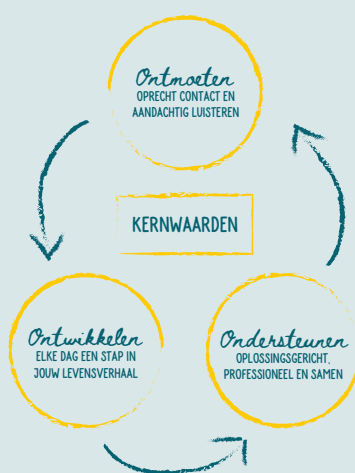 Ontmoeten
OPRECHT CONTACT EN
AANDACHTIG LUISTEREN
KERNWAARDEN
Ontwikkelen
ELKE DAG EEN STAP IN
JOUW LEVENSVERHAAL
Ondersteunen
OPLOSSINGSGERICHT,
PROFESSIONEEL EN SAMEN